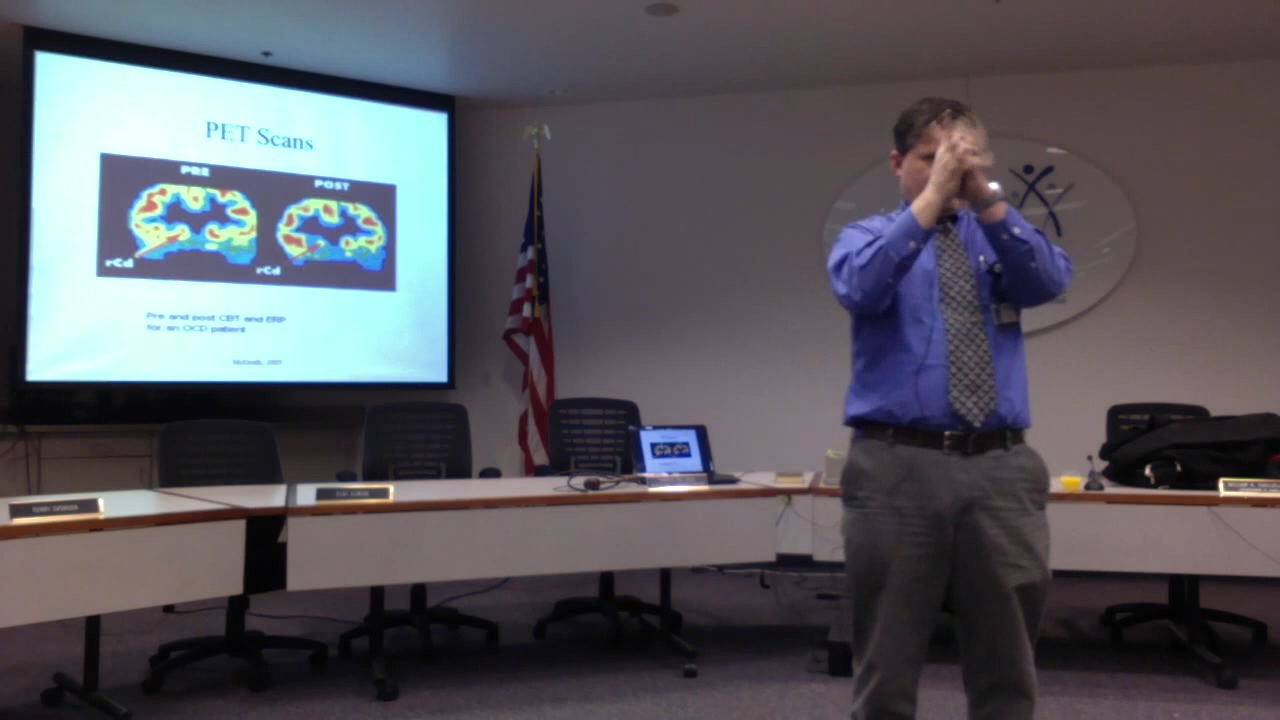 PET Scans
PRE
POST
rCd
rCd
Pre and post CBT and ERP
for an OCD patient